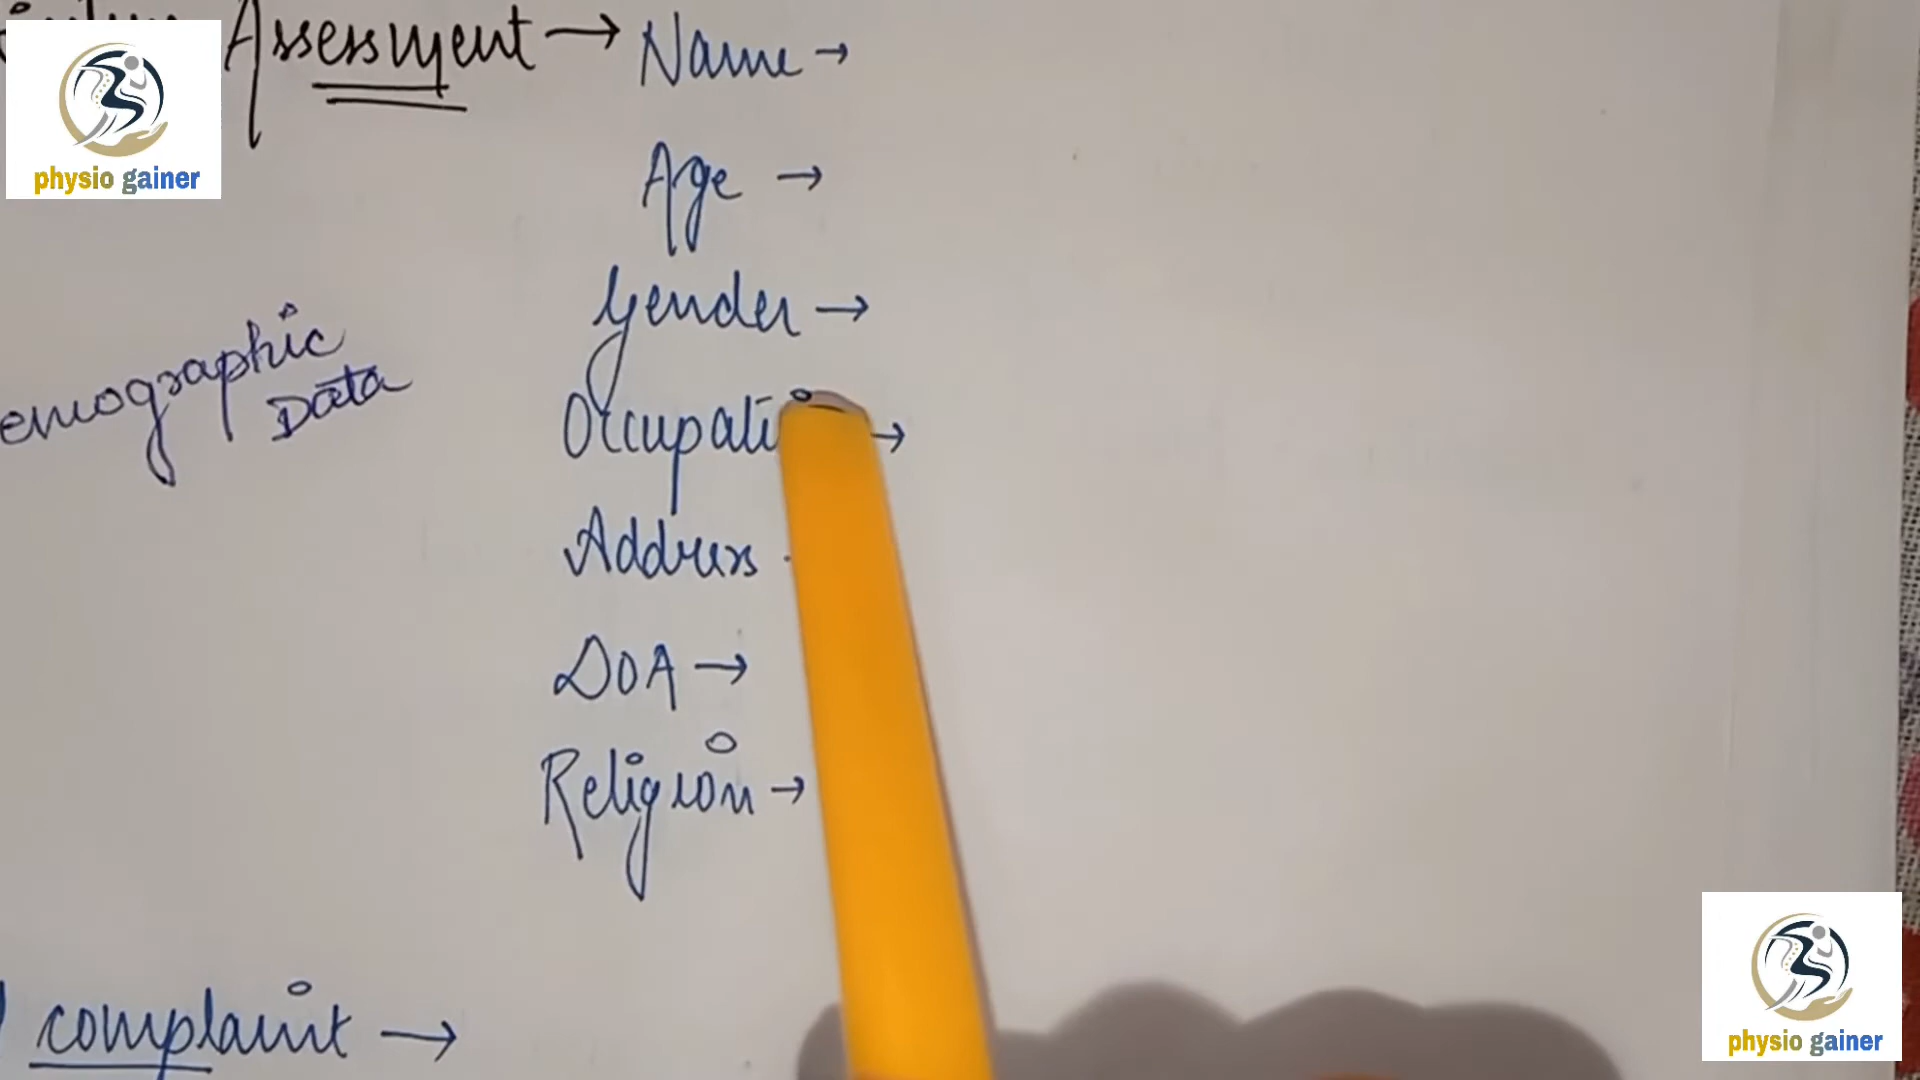 Assessment → Name →
Age →
Gender →
emographic
Data
Occupati →
Address
DOA →
Religion →
complaint →
physio gainer
physio gainer